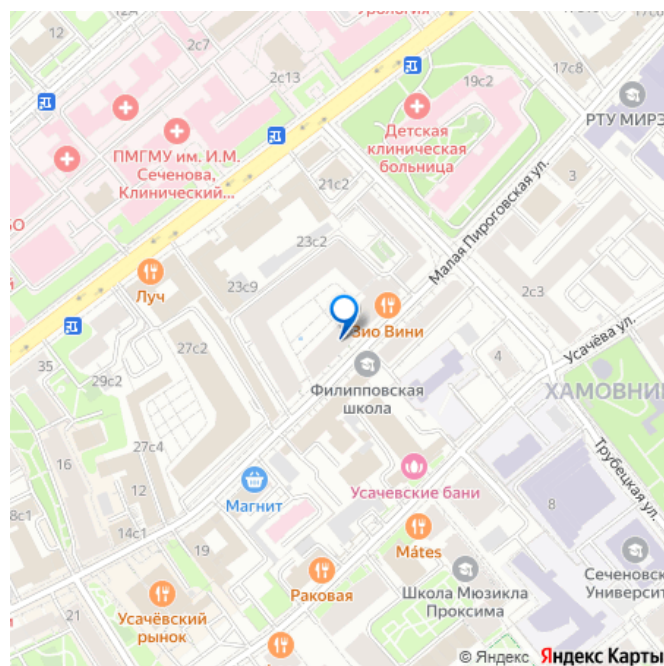 12
2с7
2с13
17с8
17с2
19с2
РТУ МИРЭ
Детская
клиническая
больница
ПМГМУ им. И.М.
Сеченова,
Клинический...
21с2
3
Малая Пироговская ул.
23с2
23с9
Луч
2с3
Зио Вини
Усачёва ул.
27с2
35
29с2
4
Филипповская
школа
ХАМОВНИ
27с4
16
12
Магнит
Усачевские бани
Трубецкая ул.
8
14с1
19
Mátes
Раковая
Школа Мюзикла
Проксима
Сеченовс
Университ
Усачёвский
рынок
21
© Яндекс Яндекс Карты